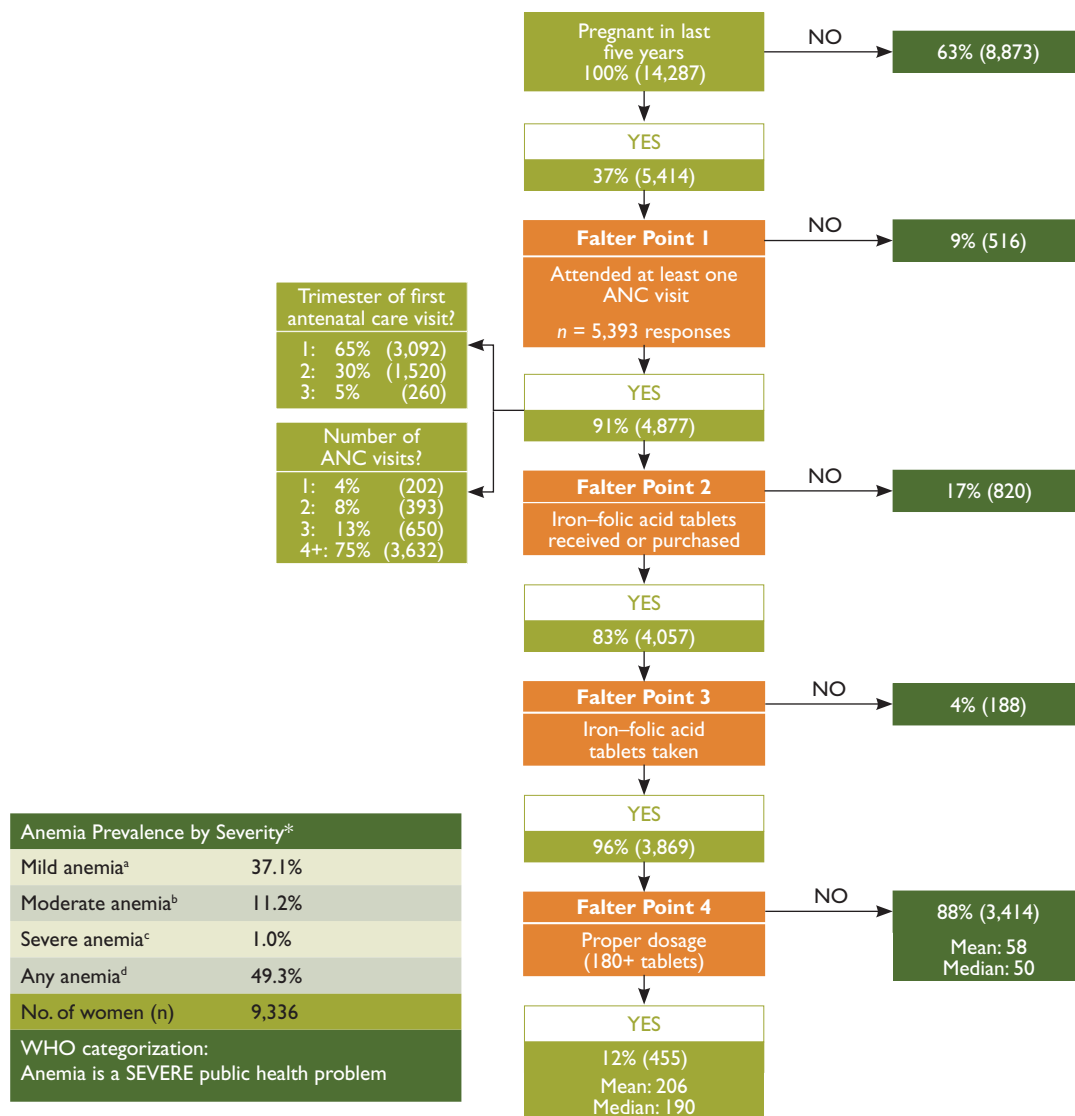 Pregnant in last
five years
100% (14,287)
NO
63% (8,873)
YES
37% (5,414)
Falter Point 1
Attended at least one
ANC visit
n = 5,393 responses
NO
9% (516)
YES
91% (4,877)
Trimester of first
antenatal care visit?
1: 65% (3,092)
2: 30% (1,520)
3: 5% (260)
Number of
ANC visits?
1: 4% (202)
2: 8% (393)
3: 13% (650)
4+: 75% (3,632)
Falter Point 2
Iron–folic acid tablets
received or purchased
NO
17% (820)
YES
83% (4,057)
Falter Point 3
Iron–folic acid
tablets taken
NO
4% (188)
YES
96% (3,869)
Falter Point 4
Proper dosage
(180+ tablets)
NO
88% (3,414)
Mean: 58
Median: 50
YES
12% (455)
Mean: 206
Median: 190
Anemia Prevalence by Severity*
Mild anemiaᵃ 37.1%
Moderate anemiaᵇ 11.2%
Severe anemiaᶜ 1.0%
Any anemiaᵈ 49.3%
No. of women (n) 9,336
WHO categorization:
Anemia is a SEVERE public health problem